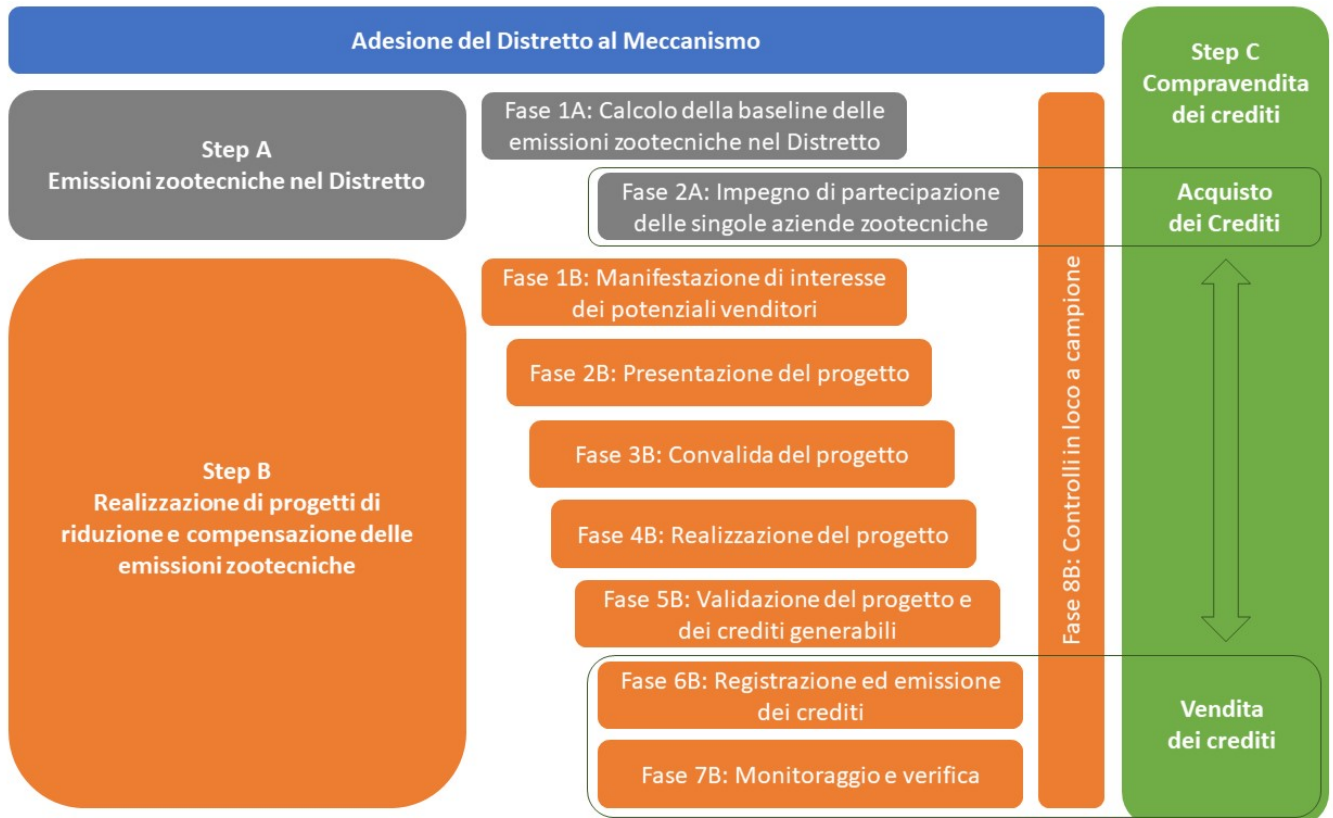 Adesione del Distretto al Meccanismo
Step A
Emissioni zootecniche nel Distretto
Fase 1A: Calcolo della baseline delle
emissioni zootecniche nel Distretto
Fase 2A: Impegno di partecipazione
delle singole aziende zootecniche
Step B
Realizzazione di progetti di
riduzione e compensazione delle
emissioni zootecniche
Fase 1B: Manifestazione di interesse
dei potenziali venditori
Fase 2B: Presentazione del progetto
Fase 3B: Convalida del progetto
Fase 4B: Realizzazione del progetto
Fase 5B: Validazione del progetto e
dei crediti generabili
Fase 6B: Registrazione ed emissione
dei crediti
Fase 7B: Monitoraggio e verifica
Fase 8B: Controlli in loco a campione
Step C
Compravendita
dei crediti
Acquisto
dei Crediti
Vendita
dei crediti